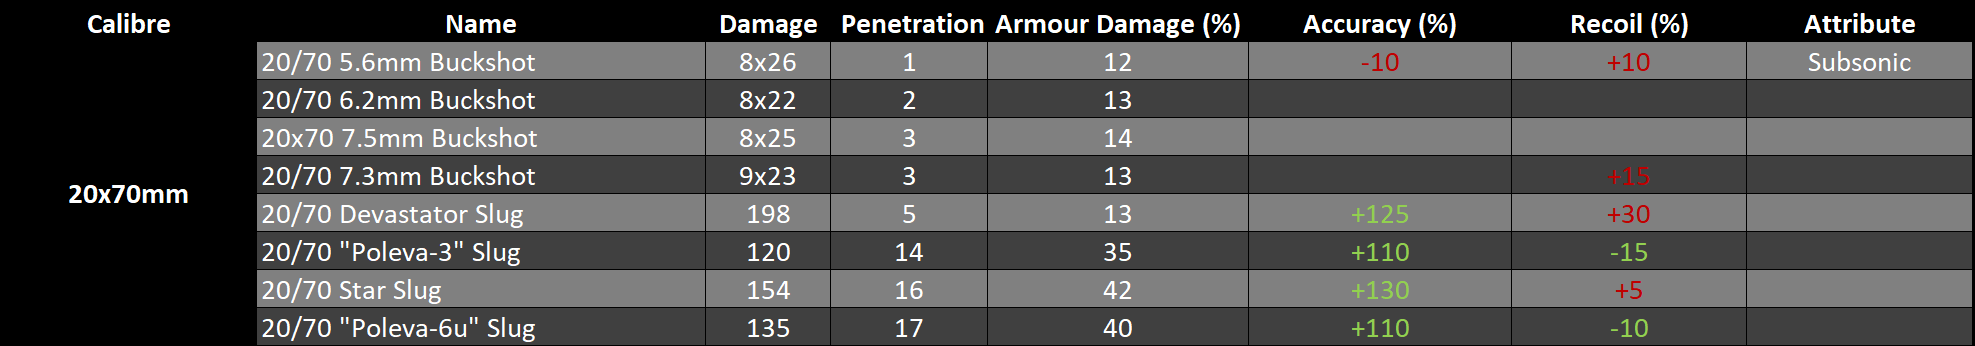 Calibre Name Damage Penetration Armour Damage (%) Accuracy (%) Recoil (%) Attribute
20/70 5.6mm Buckshot 8x26 1 12 -10 +10 Subsonic
20/70 6.2mm Buckshot 8x22 2 13
20x70 7.5mm Buckshot 8x25 3 14
20/70 7.3mm Buckshot 9x23 3 13 +15
20x70mm
20/70 Devastator Slug 198 5 13 +125 +30
20/70 "Poleva-3" Slug 120 14 35 +110 -15
20/70 Star Slug 154 16 42 +130 +5
20/70 "Poleva-6u" Slug 135 17 40 +110 -10